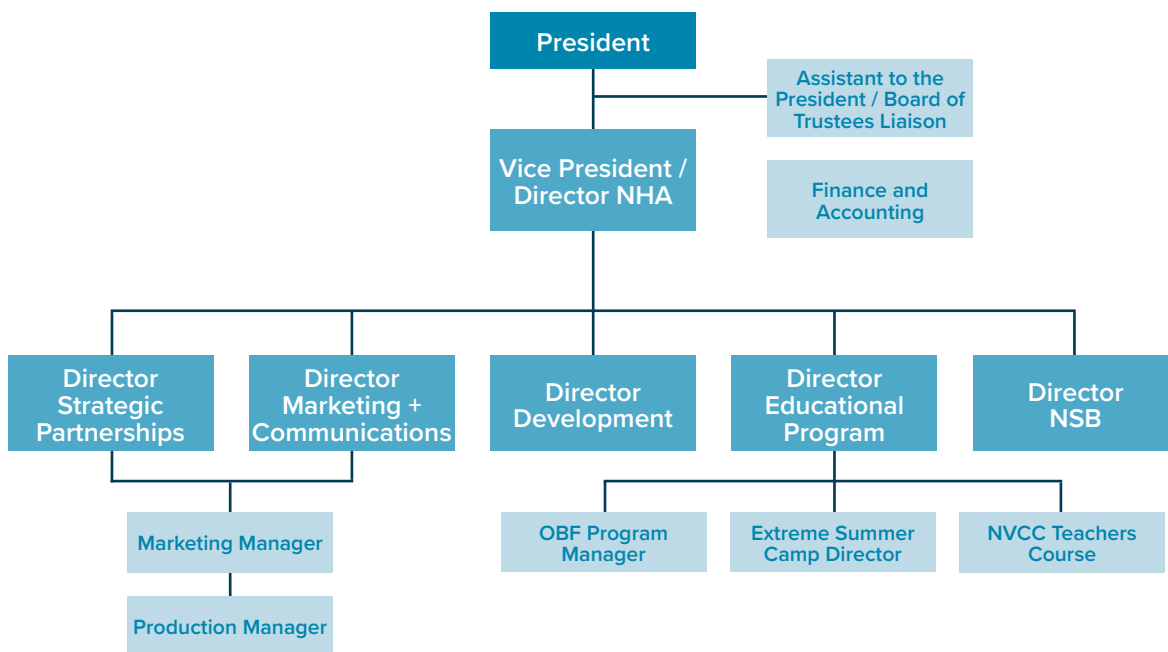 President
Assistant to the
President / Board of
Trustees Liaison
Vice President /
Director NHA
Finance and
Accounting
Director
Strategic
Partnerships
Director
Marketing +
Communications
Director
Development
Director
Educational
Program
Director
NSB
Marketing Manager
OBF Program
Manager
Extreme Summer
Camp Director
NVCC Teachers
Course
Production Manager